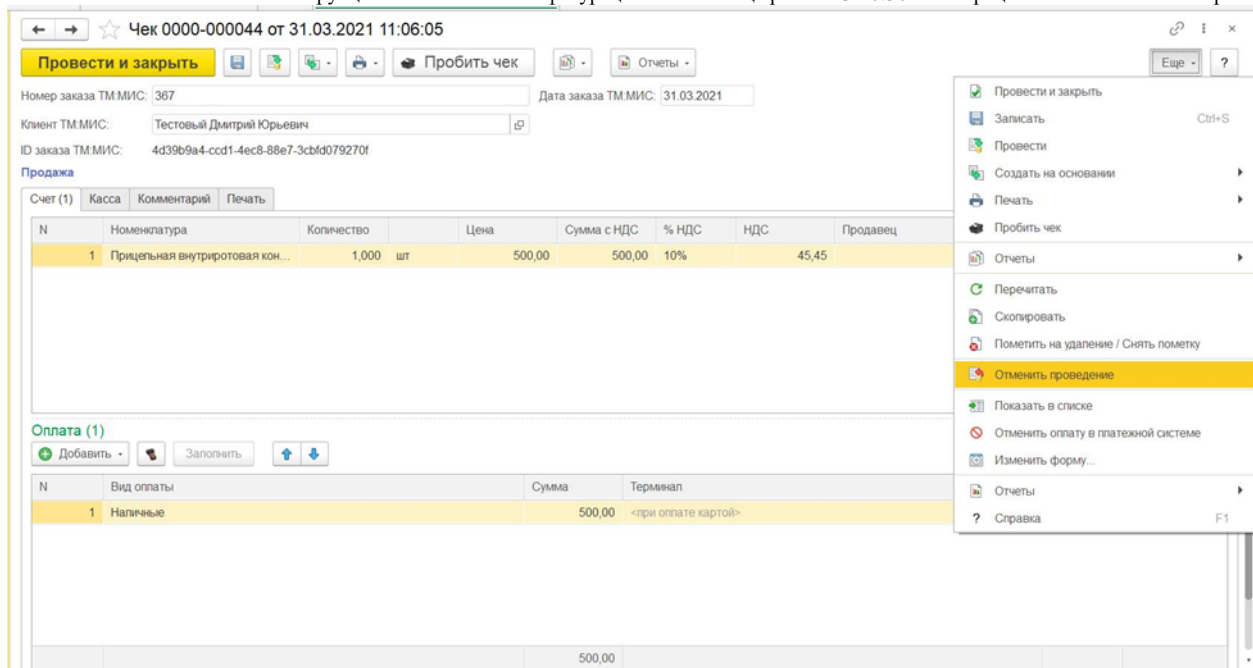 Чек 0000-000044 от 31.03.2021 11:06:05
Провести и закрыть Пробить чек Отчеты Еще ?
Номер заказа ТМ:МИС: 367 Дата заказа ТМ:МИС: 31.03.2021
Клиент ТМ:МИС: Тестовый Дмитрий Юрьевич
ID заказа ТМ:МИС: 4d39b9a4-ccd1-4ec8-88e7-3cbfd079270f
Продажа
Счет (1) Касса Комментарий Печать
N Номенклатура Количество Цена Сумма с НДС % НДС НДС Продавец
1 Прицельная внутриротовая кон... 1,000 шт 500,00 500,00 10% 45,45
Оплата (1)
Добавить Заполнить
N Вид оплаты Сумма Терминал
1 Наличные 500,00 <при оплате картой>
500,00
Провести и закрыть
Записать Ctrl+S
Провести
Создать на основании
Печать
Пробить чек
Отчеты
Перечитать
Скопировать
Пометить на удаление / Снять пометку
Отменить проведение
Показать в списке
Отменить оплату в платежной системе
Изменить форму...
Отчеты
? Справка F1